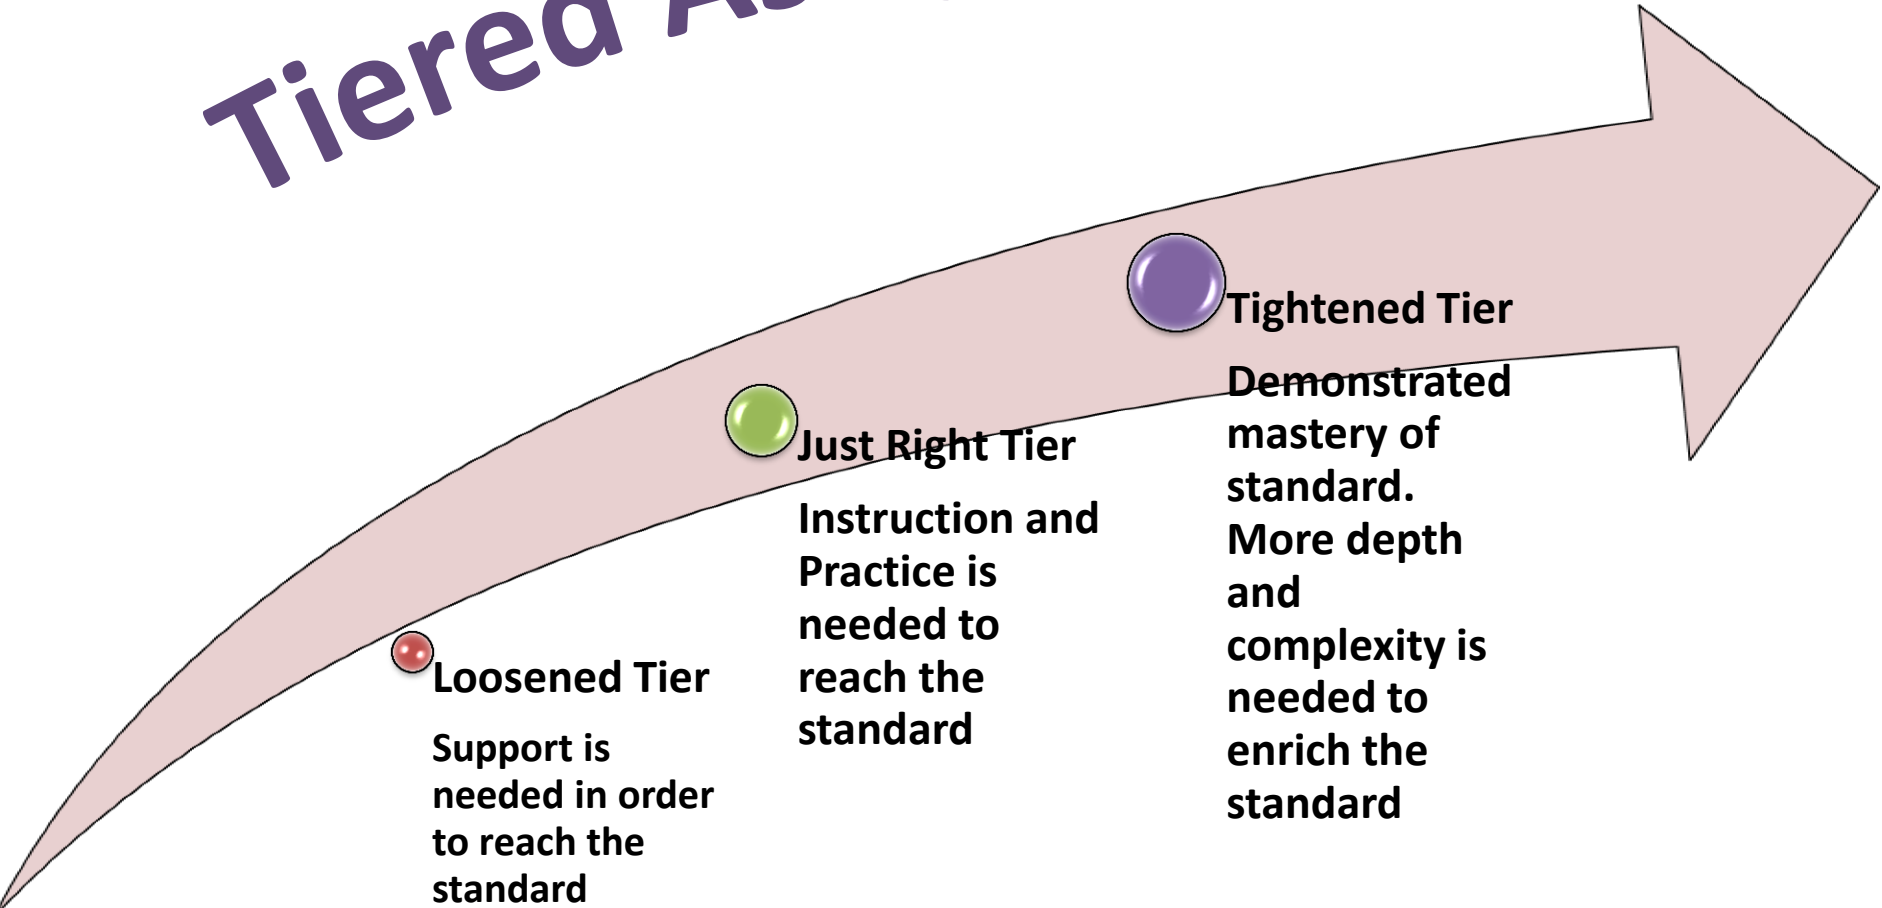 Tiered
Loosened Tier
Support is
needed in order
to reach the
standard
Just Right Tier
Instruction and
Practice is
needed to
reach the
standard
Tightened Tier
Demonstrated
mastery of
standard.
More depth
and
complexity is
needed to
enrich the
standard